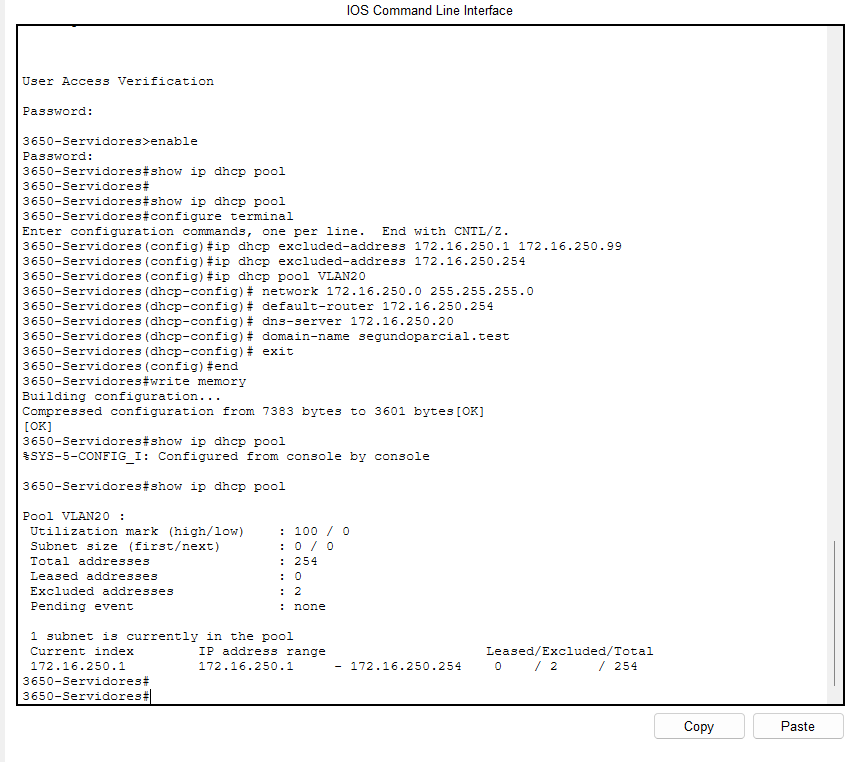 IOS Command Line Interface
User Access Verification
Password:
3650-Servidores>enable
Password:
3650-Servidores#show ip dhcp pool
3650-Servidores#
3650-Servidores#show ip dhcp pool
3650-Servidores#configure terminal
Enter configuration commands, one per line.  End with CNTL/Z.
3650-Servidores(config)#ip dhcp excluded-address 172.16.250.1 172.16.250.99
3650-Servidores(config)#ip dhcp excluded-address 172.16.250.254
3650-Servidores(config)#ip dhcp pool VLAN20
3650-Servidores(dhcp-config)# network 172.16.250.0 255.255.255.0
3650-Servidores(dhcp-config)# default-router 172.16.250.254
3650-Servidores(dhcp-config)# dns-server 172.16.250.20
3650-Servidores(dhcp-config)# domain-name segundoparcial.test
3650-Servidores(dhcp-config)# exit
3650-Servidores(config)#end
3650-Servidores#write memory
Building configuration...
Compressed configuration from 7383 bytes to 3601 bytes[OK]
[OK]
3650-Servidores#show ip dhcp pool
%SYS-5-CONFIG_I: Configured from console by console
3650-Servidores#show ip dhcp pool
Pool VLAN20 :
Utilization mark (high/low)    : 100 / 0
Subnet size (first/next)       : 0 / 0
Total addresses                : 254
Leased addresses               : 0
Excluded addresses             : 2
Pending event                  : none
1 subnet is currently in the pool
Current index        IP address range                    Leased/Excluded/Total
172.16.250.1         172.16.250.1     - 172.16.250.254    0    / 2     / 254
3650-Servidores#
3650-Servidores#
Copy Paste